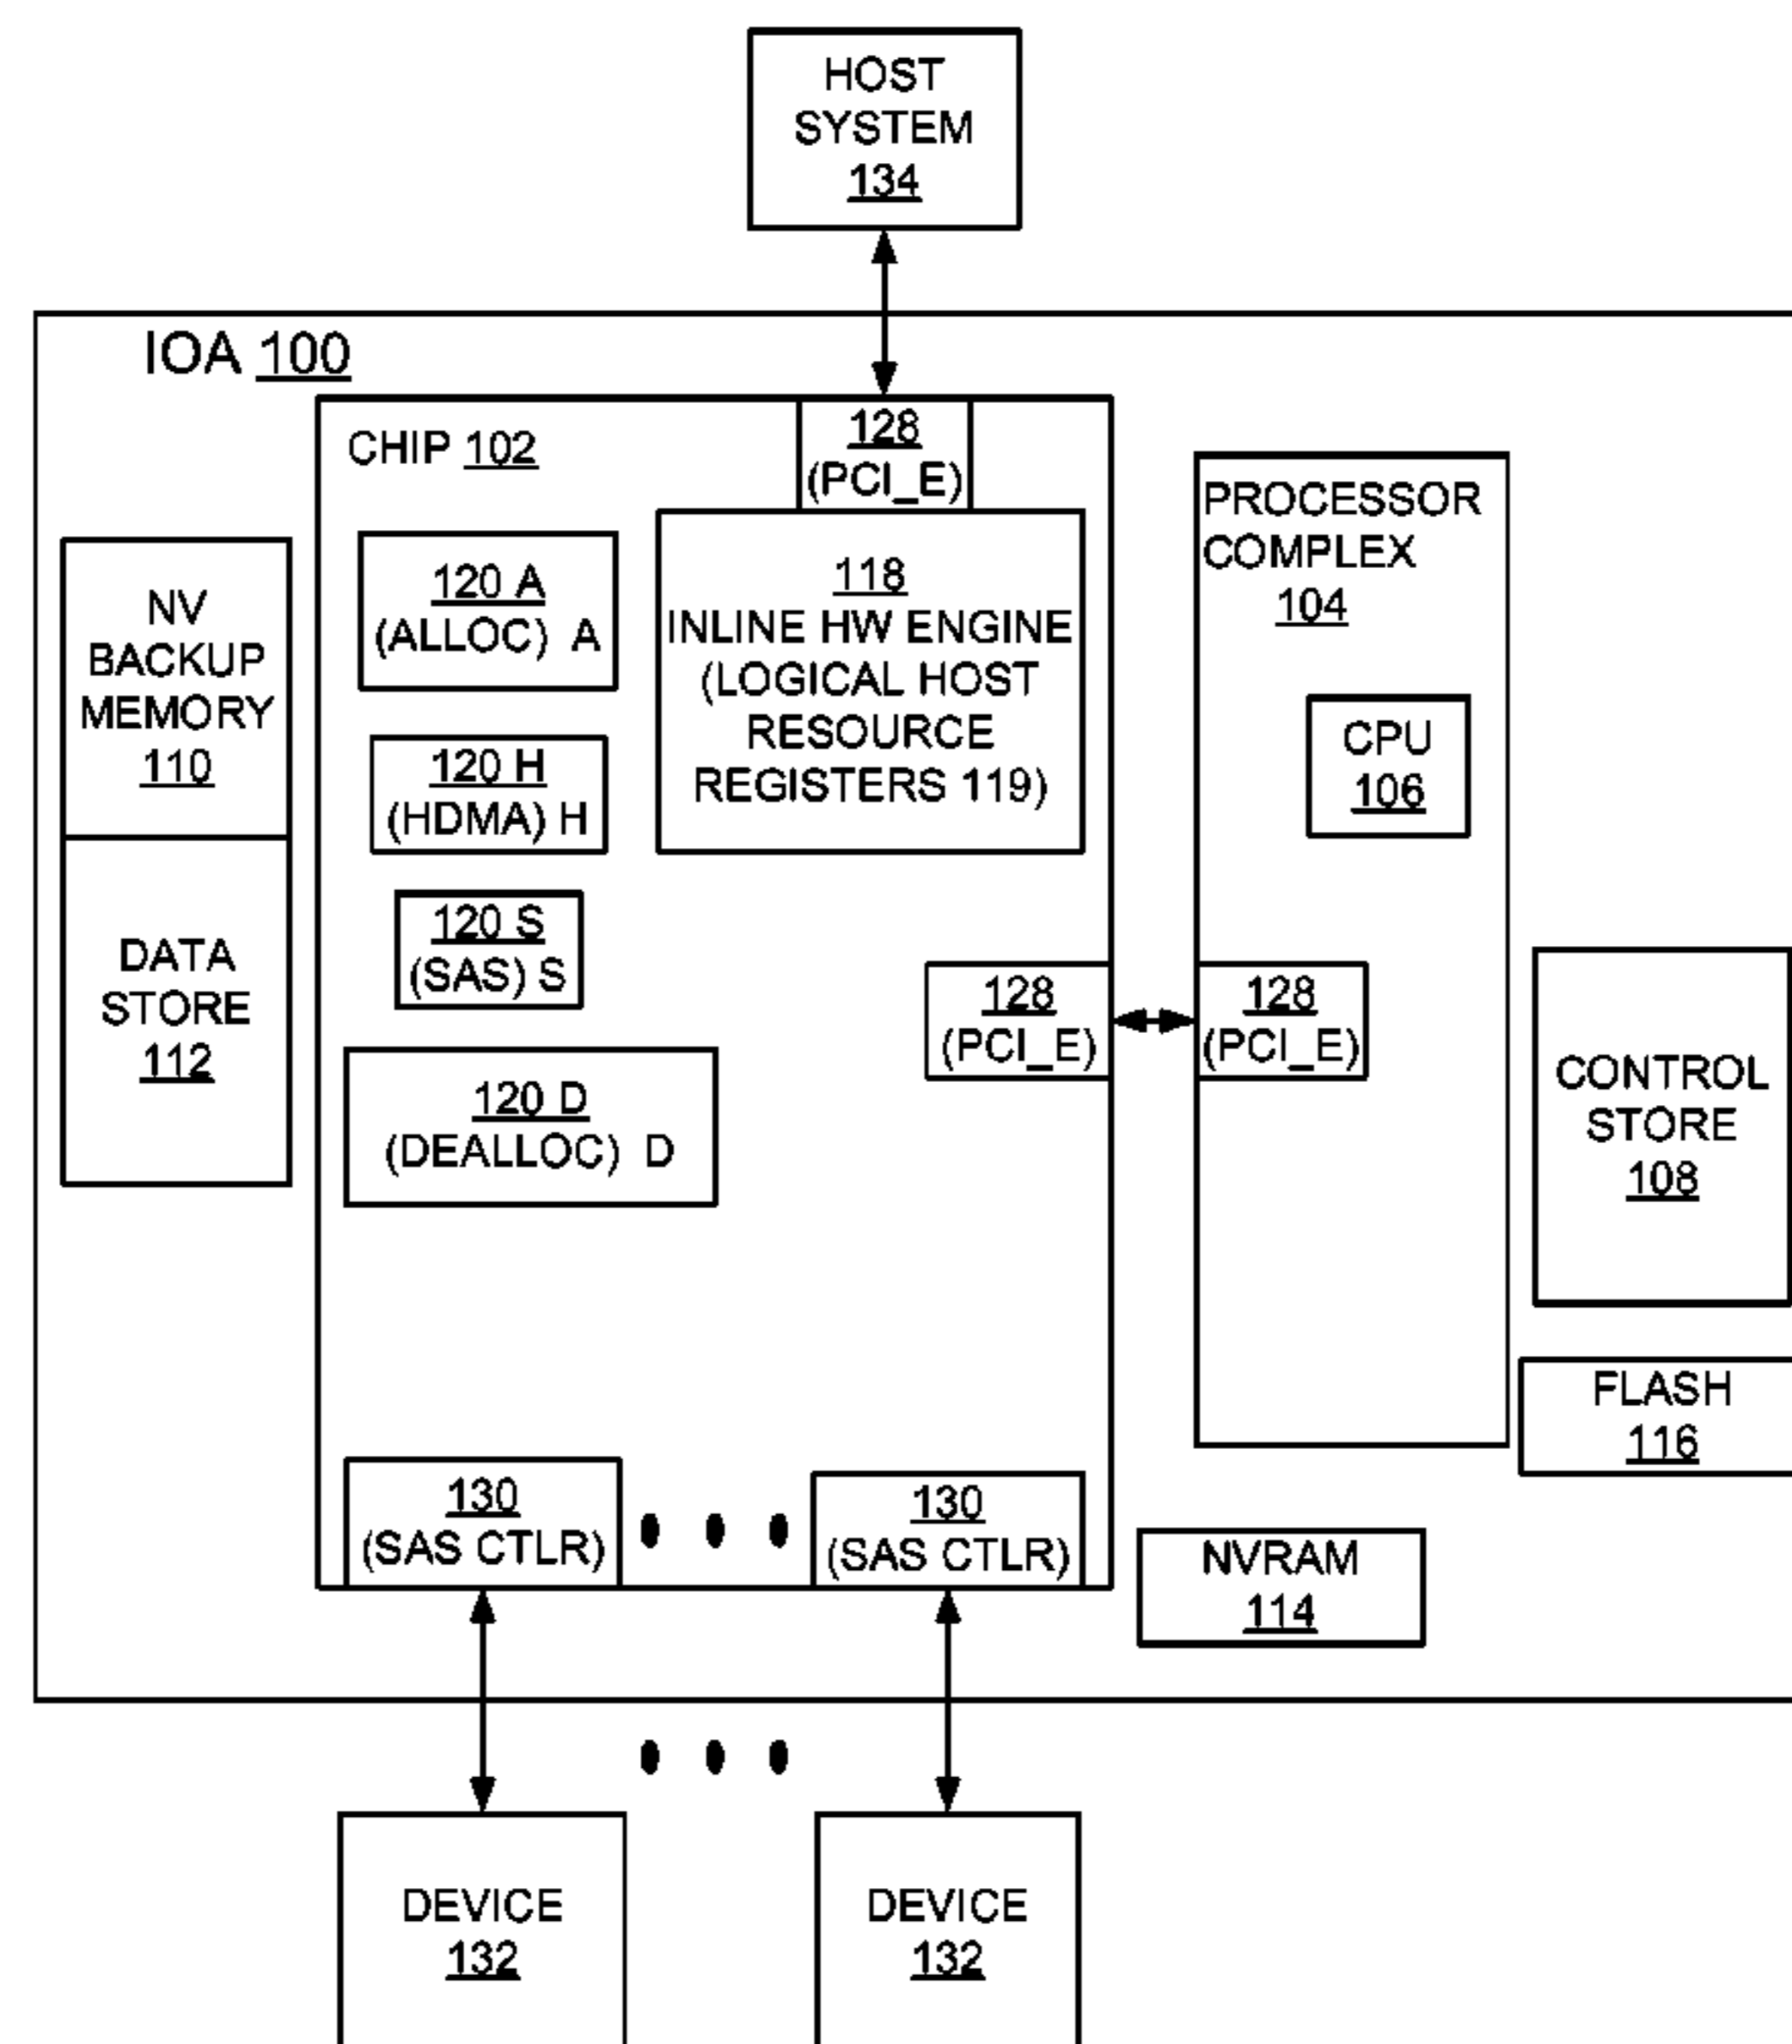 HOST
SYSTEM
134
IOA 100
CHIP 102
128
(PCI_E)
NV
BACKUP
MEMORY
110
DATA
STORE
112
120 A
(ALLOC) A
120 H
(HDMA) H
120 S
(SAS) S
120 D
(DEALLOC) D
118
INLINE HW ENGINE
(LOGICAL HOST
RESOURCE
REGISTERS 119)
128
(PCI_E)
PROCESSOR
COMPLEX
104
CPU
106
128
(PCI_E)
CONTROL
STORE
108
FLASH
116
130
(SAS CTLR)
130
(SAS CTLR)
NVRAM
114
DEVICE
132
DEVICE
132